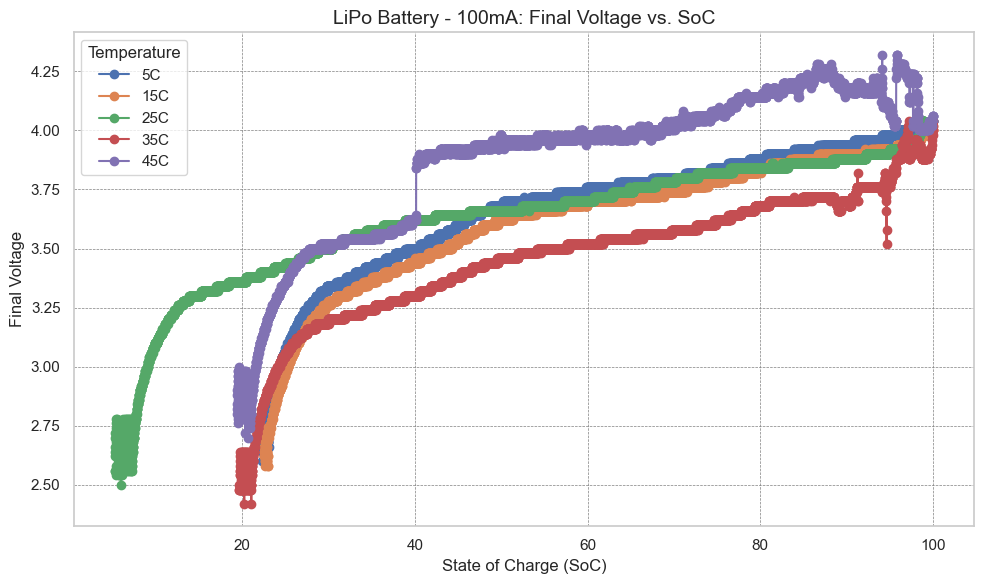 LiPo Battery - 100mA: Final Voltage vs. SoC
Temperature
5C
15C
25C
35C
45C
Final Voltage
4.25
4.00
3.75
3.50
3.25
3.00
2.75
2.50
20 40 60 80 100
State of Charge (SoC)